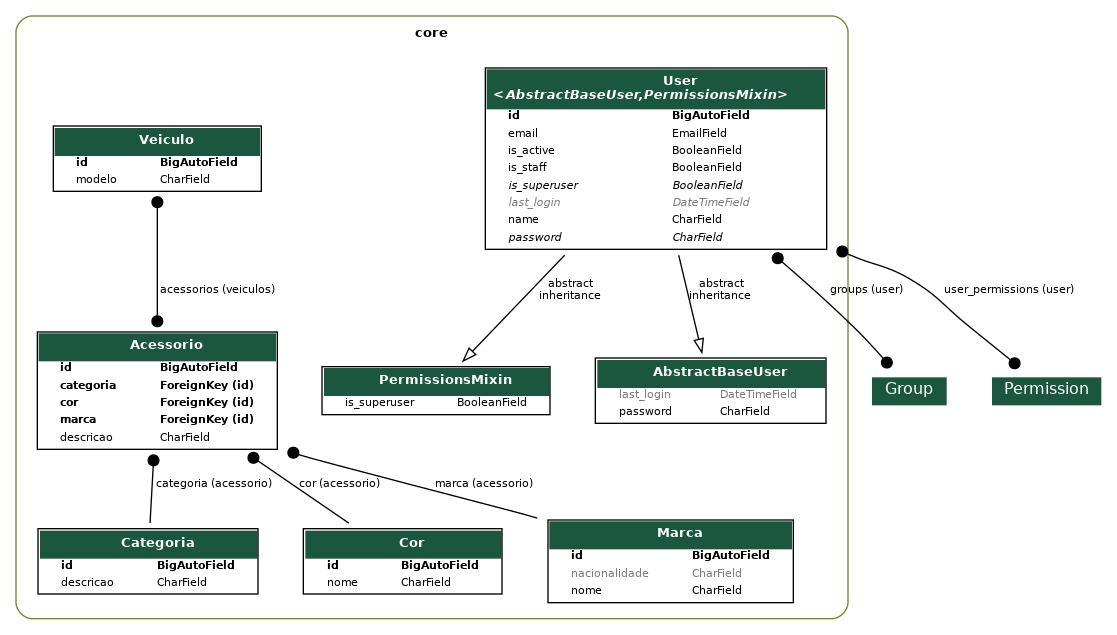 core
User
<AbstractBaseUser,PermissionsMixin>
id BigAutoField
email EmailField
is_active BooleanField
is_staff BooleanField
is_superuser BooleanField
last_login DateTimeField
name CharField
password CharField
Veiculo
id BigAutoField
modelo CharField
acessorios (veiculos)
abstract
inheritance
abstract
inheritance
groups (user)
user_permissions (user)
Acessorio
id BigAutoField
categoria ForeignKey (id)
cor ForeignKey (id)
marca ForeignKey (id)
descricao CharField
PermissionsMixin
is_superuser BooleanField
AbstractBaseUser
last_login DateTimeField
password CharField
Group
Permission
categoria (acessorio)
cor (acessorio)
marca (acessorio)
Categoria
id BigAutoField
descricao CharField
Cor
id BigAutoField
nome CharField
Marca
id BigAutoField
nacionalidade CharField
nome CharField